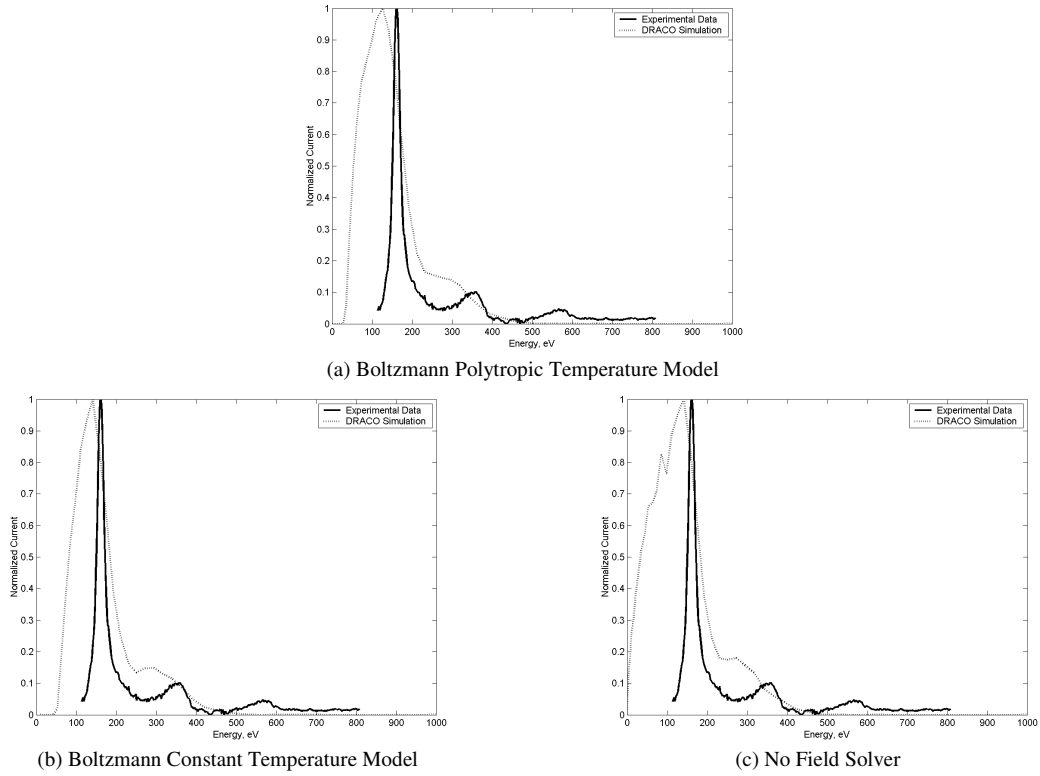 1
0.9
0.8
0.7
0.6
0.5
0.4
0.3
0.2
0.1
0
Normalized Current
Experimental Data
DRACO Simulation
0 100 200 300 400 500 600 700 800 900 1000
Energy, eV
(a) Boltzmann Polytropic Temperature Model
1
0.9
0.8
0.7
0.6
0.5
0.4
0.3
0.2
0.1
0
Normalized Current
Experimental Data
DRACO Simulation
0 100 200 300 400 500 600 700 800 900 1000
Energy, eV
(b) Boltzmann Constant Temperature Model
1
0.9
0.8
0.7
0.6
0.5
0.4
0.3
0.2
0.1
0
Normalized Current
Experimental Data
DRACO Simulation
0 100 200 300 400 500 600 700 800 900 1000
Energy, eV
(c) No Field Solver